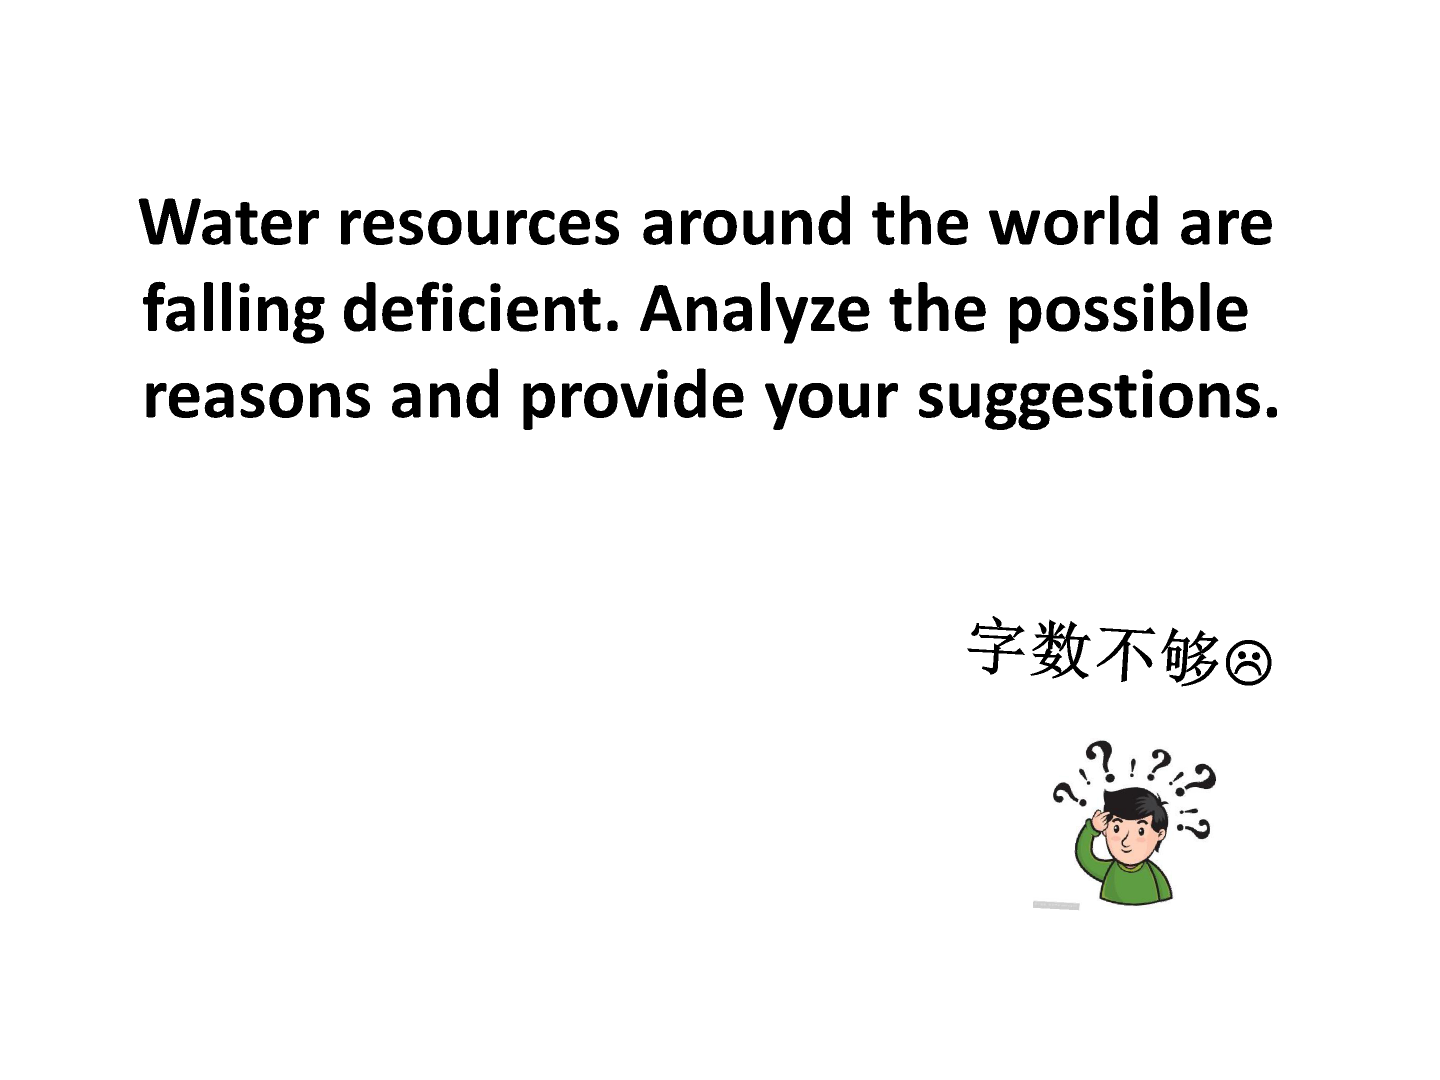 Water resources around the world are
falling deficient. Analyze the possible
reasons and provide your suggestions.
字数不够☹